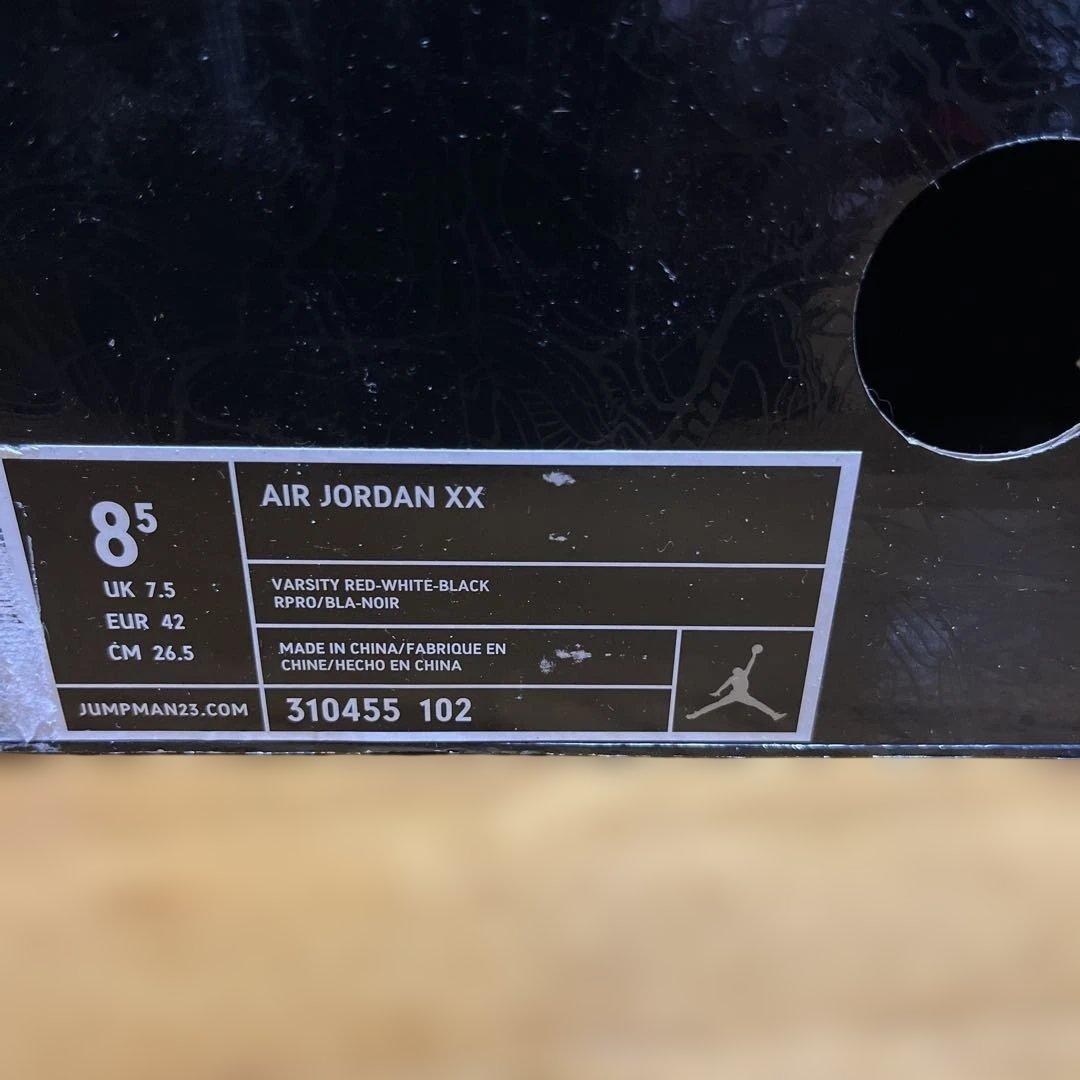 8⁵
UK 7.5
EUR 42
CM 26.5
JUMPMAN23.COM
AIR JORDAN XX
VARSITY RED-WHITE-BLACK
RPRO/BLA-NOIR
MADE IN CHINA/FABRIQUE EN
CHINE/HECHO EN CHINA
310455 102